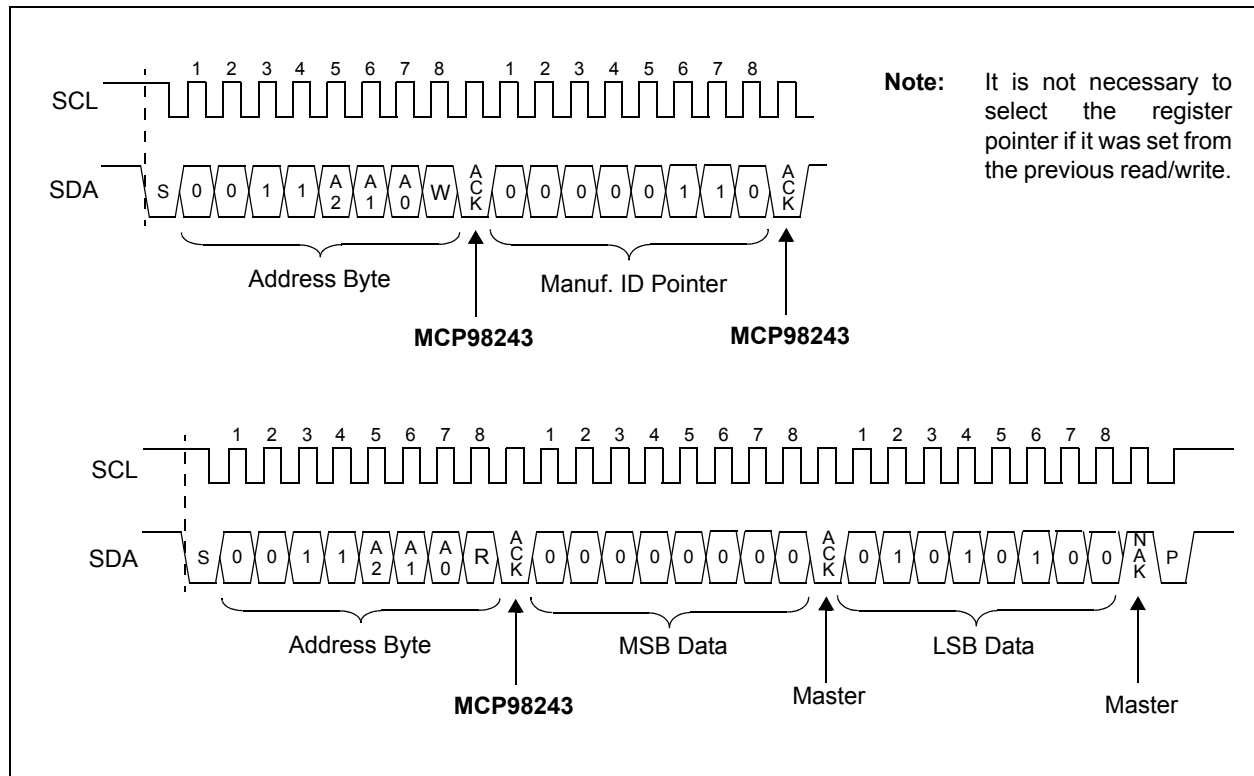 1 2 3 4 5 6 7 8 1 2 3 4 5 6 7 8
SCL
SDA
S 0 0 1 1 A2 A1 A0 W ACK 0 0 0 0 0 1 1 0 ACK
Address Byte
Manuf. ID Pointer
MCP98243
MCP98243
Note: It is not necessary to
select the register
pointer if it was set from
the previous read/write.
1 2 3 4 5 6 7 8 1 2 3 4 5 6 7 8 1 2 3 4 5 6 7 8
SCL
SDA
S 0 0 1 1 A2 A1 A0 R ACK 0 0 0 0 0 0 0 0 ACK 0 1 0 1 0 1 0 0 NAK P
Address Byte
MSB Data
LSB Data
MCP98243
Master
Master